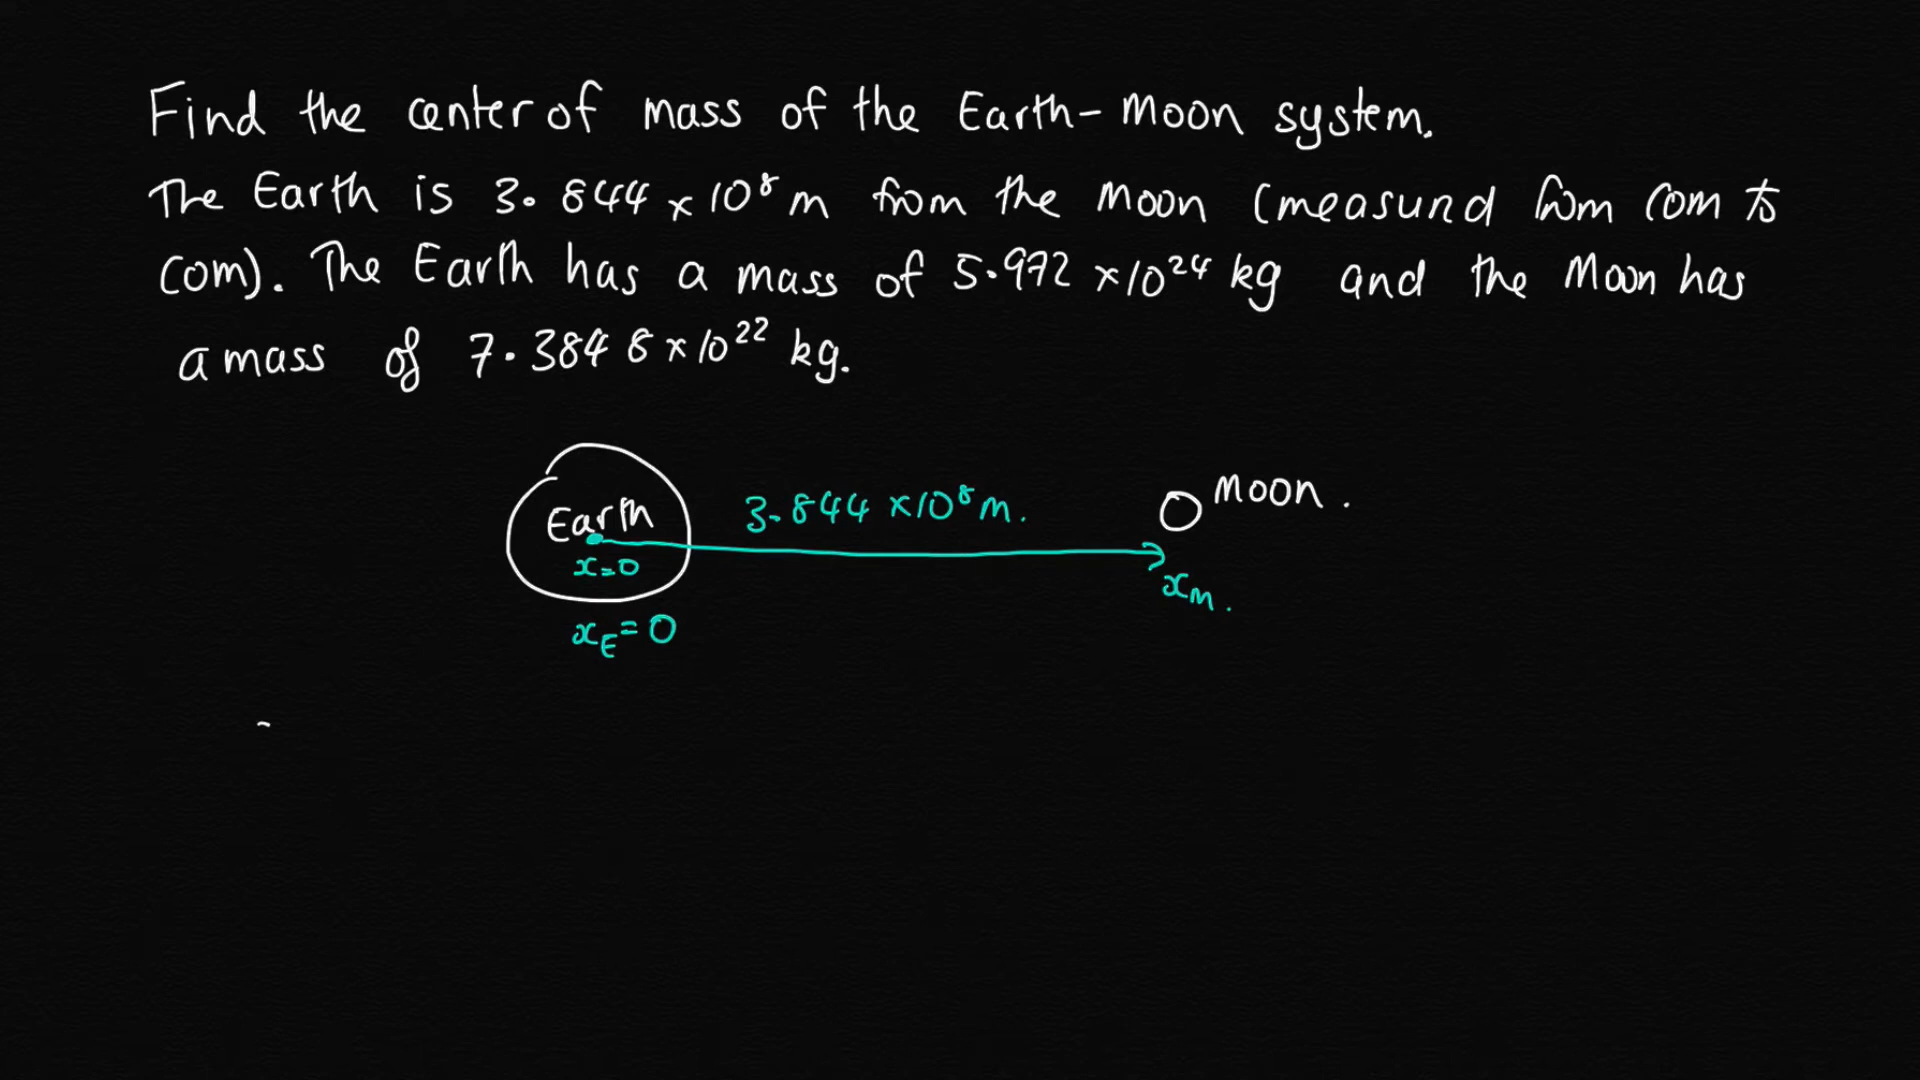 Find the center of mass of the Earth-Moon system.
The Earth is 3.844 x 10⁸ m from the Moon (measured from com to
com). The Earth has a mass of 5.972 x 10²⁴ kg and the Moon has
a mass of 7.3848 x 10²² kg.
Earth 3.844 x 10⁸ m. Moon.
x=0
x_E = 0
x_M.